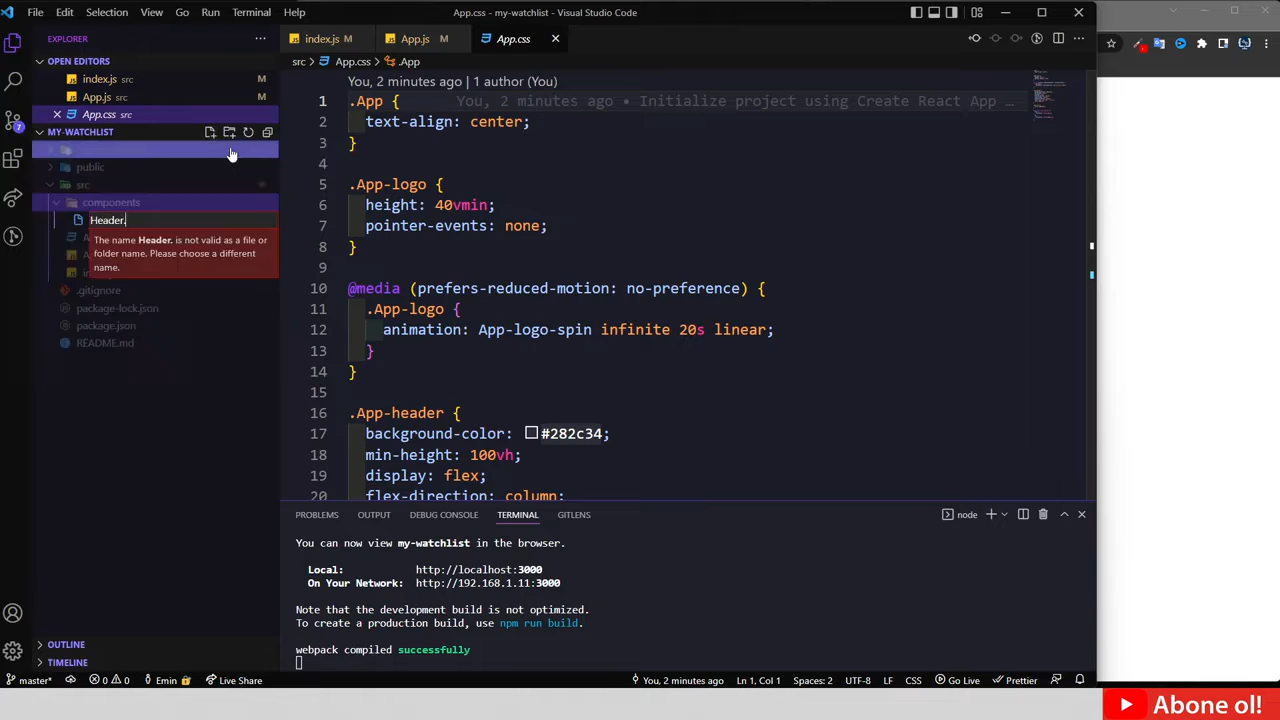 File Edit Selection View Go Run Terminal Help
App.css - my-watchlist - Visual Studio Code
EXPLORER
OPEN EDITORS
index.js src M
App.js src M
App.css src
MY-WATCHLIST
public
src
components
Header.
The name Header. is not valid as a file or
folder name. Please choose a different
name.
.gitignore
package-lock.json
package.json
README.md
OUTLINE
TIMELINE
index.js M
App.js M
App.css
src > App.css > .App
You, 2 minutes ago | 1 author (You)
1 .App { You, 2 minutes ago • Initialize project using Create React App …
2 text-align: center;
3 }
4
5 .App-logo {
6 height: 40vmin;
7 pointer-events: none;
8 }
9
10 @media (prefers-reduced-motion: no-preference) {
11 .App-logo {
12 animation: App-logo-spin infinite 20s linear;
13 }
14 }
15
16 .App-header {
17 background-color: #282c34;
18 min-height: 100vh;
19 display: flex;
20 flex-direction: column;
PROBLEMS OUTPUT DEBUG CONSOLE TERMINAL GITLENS
node
You can now view my-watchlist in the browser.
Local: http://localhost:3000
On Your Network: http://192.168.1.11:3000
Note that the development build is not optimized.
To create a production build, use npm run build.
webpack compiled successfully
7
master* 0 0 Emin Live Share
You, 2 minutes ago Ln 1, Col 1 Spaces: 2 UTF-8 LF CSS Go Live Prettier
Abone ol!